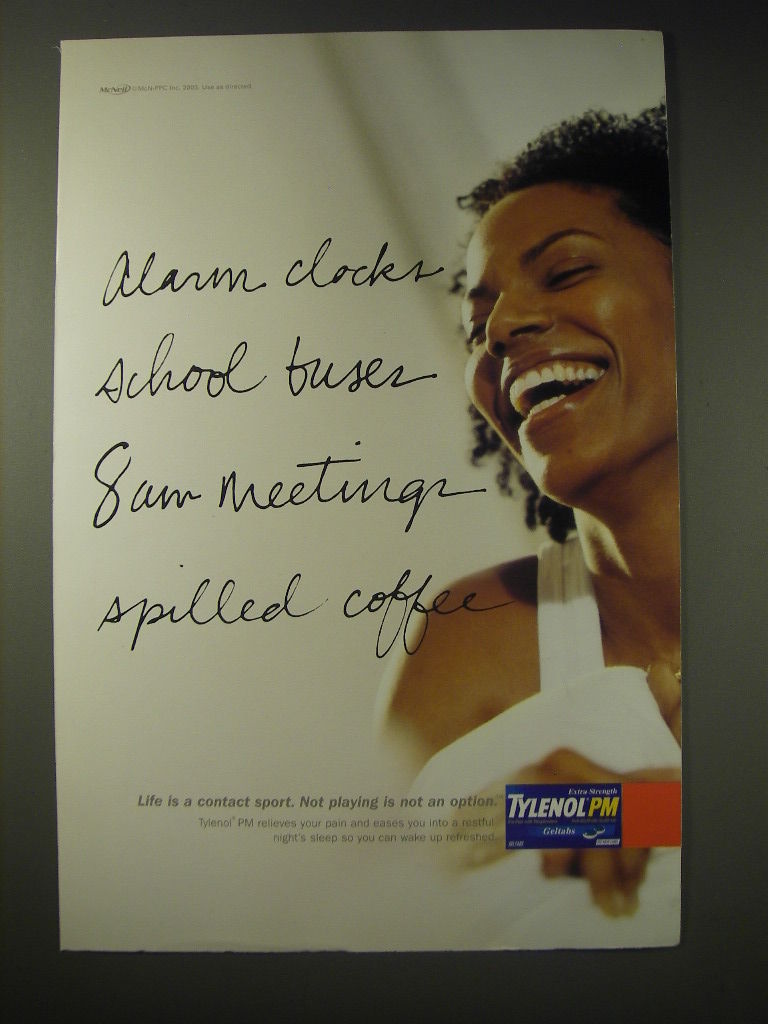 McNeil © McN-PPC Inc. 2003. Use as directed.
Alarm clocks
school buses
8am meetings
spilled coffee
Life is a contact sport. Not playing is not an option.™
Tylenol® PM relieves your pain and eases you into a restful
night's sleep so you can wake up refreshed.
Extra Strength
TYLENOL PM
Geltabs